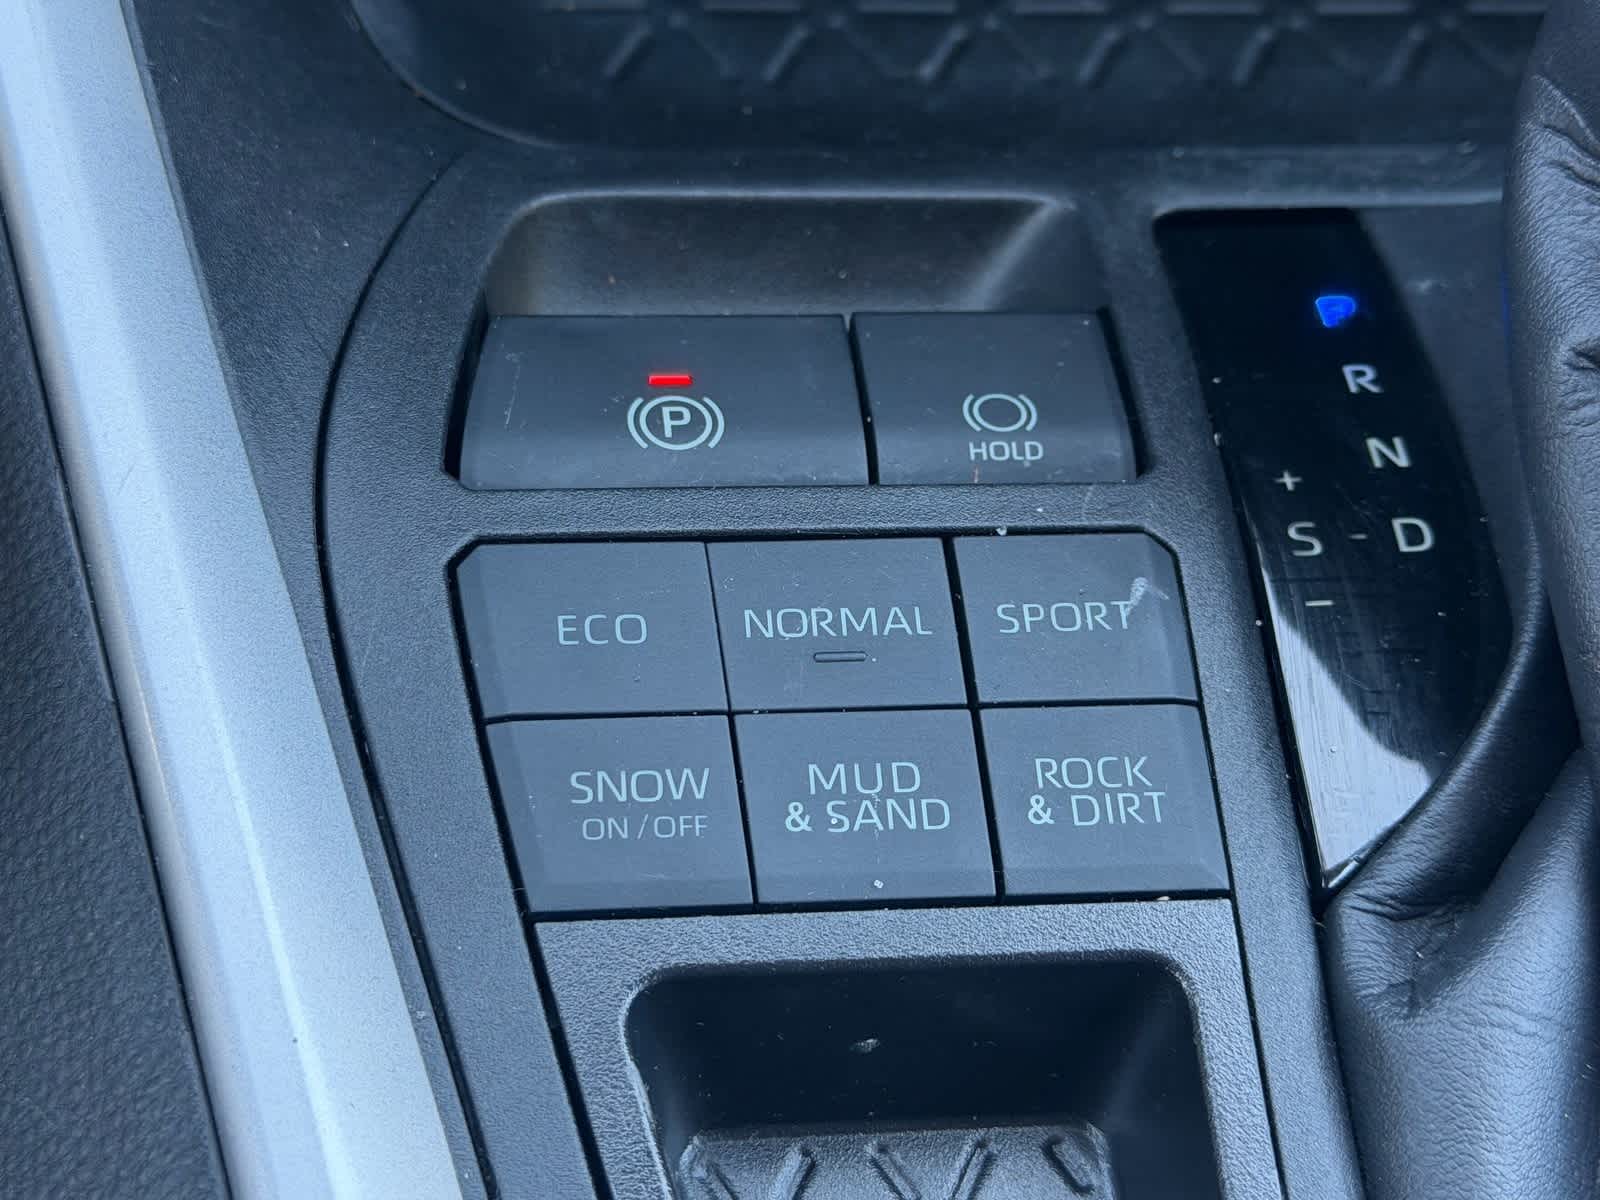 P
HOLD
P
R
N
+
S - D
-
ECO
NORMAL
SPORT
SNOW
ON / OFF
MUD
& SAND
ROCK
& DIRT